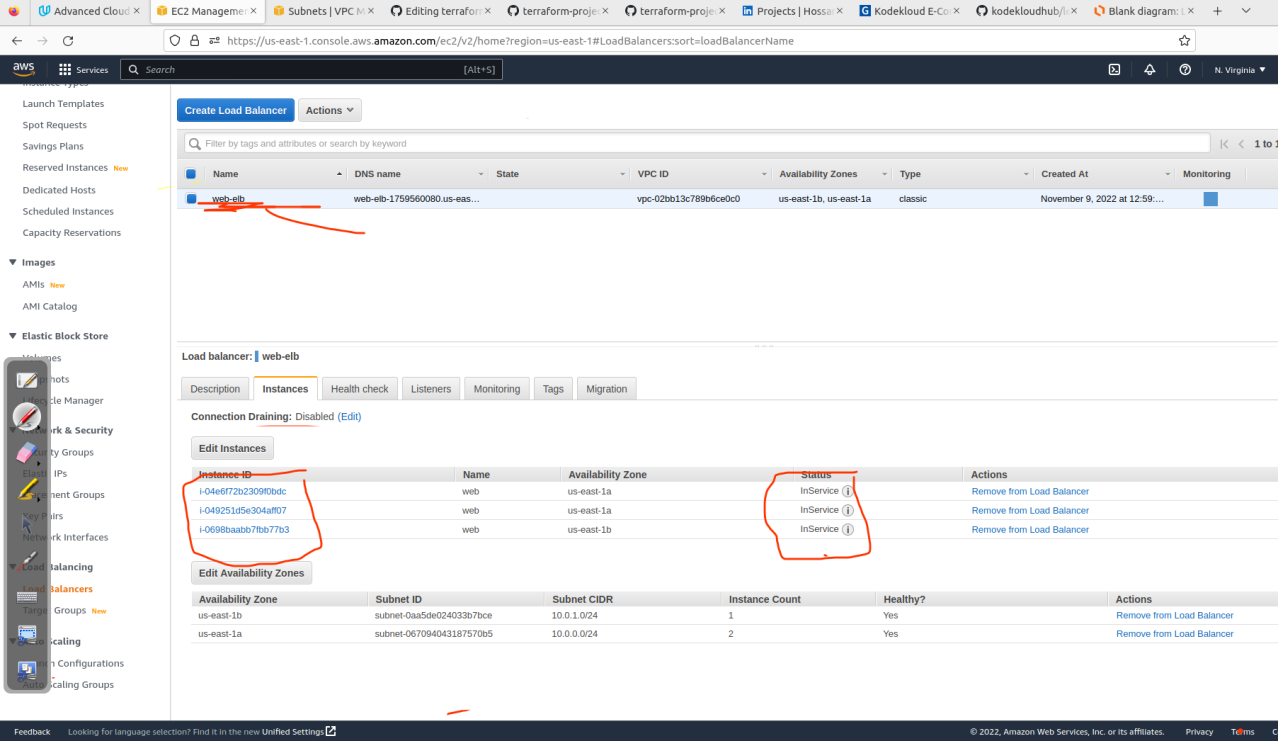 Advanced Cloud
EC2 Managemen
Subnets | VPC M
Editing terrafor
terraform-projec
terraform-projec
Projects | Hossa
Kodekloud E-Co
kodekloudhub/le
Blank diagram: L
https://us-east-1.console.aws.amazon.com/ec2/v2/home?region=us-east-1#LoadBalancers:sort=loadBalancerName
aws Services Search [Alt+S] N. Virginia
Instance Types
Launch Templates
Spot Requests
Savings Plans
Reserved Instances New
Dedicated Hosts
Scheduled Instances
Capacity Reservations
Images
AMIs New
AMI Catalog
Elastic Block Store
Volumes
Snapshots
Lifecycle Manager
Network & Security
Security Groups
Elastic IPs
Placement Groups
Key Pairs
Network Interfaces
Load Balancing
Load Balancers
Target Groups New
Auto Scaling
Launch Configurations
Auto Scaling Groups
Create Load Balancer Actions
Filter by tags and attributes or search by keyword 1 to 1
Name DNS name State VPC ID Availability Zones Type Created At Monitoring
web-elb web-elb-1759560080.us-eas... vpc-02bb13c789b6ce0c0 us-east-1b, us-east-1a classic November 9, 2022 at 12:59:...
Load balancer: web-elb
Description Instances Health check Listeners Monitoring Tags Migration
Connection Draining: Disabled (Edit)
Edit Instances
Instance ID Name Availability Zone Status Actions
i-04e6f72b2309f0bdc web us-east-1a InService Remove from Load Balancer
i-049251d5e304aff07 web us-east-1a InService Remove from Load Balancer
i-0698baabb7fbb77b3 web us-east-1b InService Remove from Load Balancer
Edit Availability Zones
Availability Zone Subnet ID Subnet CIDR Instance Count Healthy? Actions
us-east-1b subnet-0aa5de024033b7bce 10.0.1.0/24 1 Yes Remove from Load Balancer
us-east-1a subnet-067094043187570b5 10.0.0.0/24 2 Yes Remove from Load Balancer
Feedback Looking for language selection? Find it in the new Unified Settings © 2022, Amazon Web Services, Inc. or its affiliates. Privacy Terms C